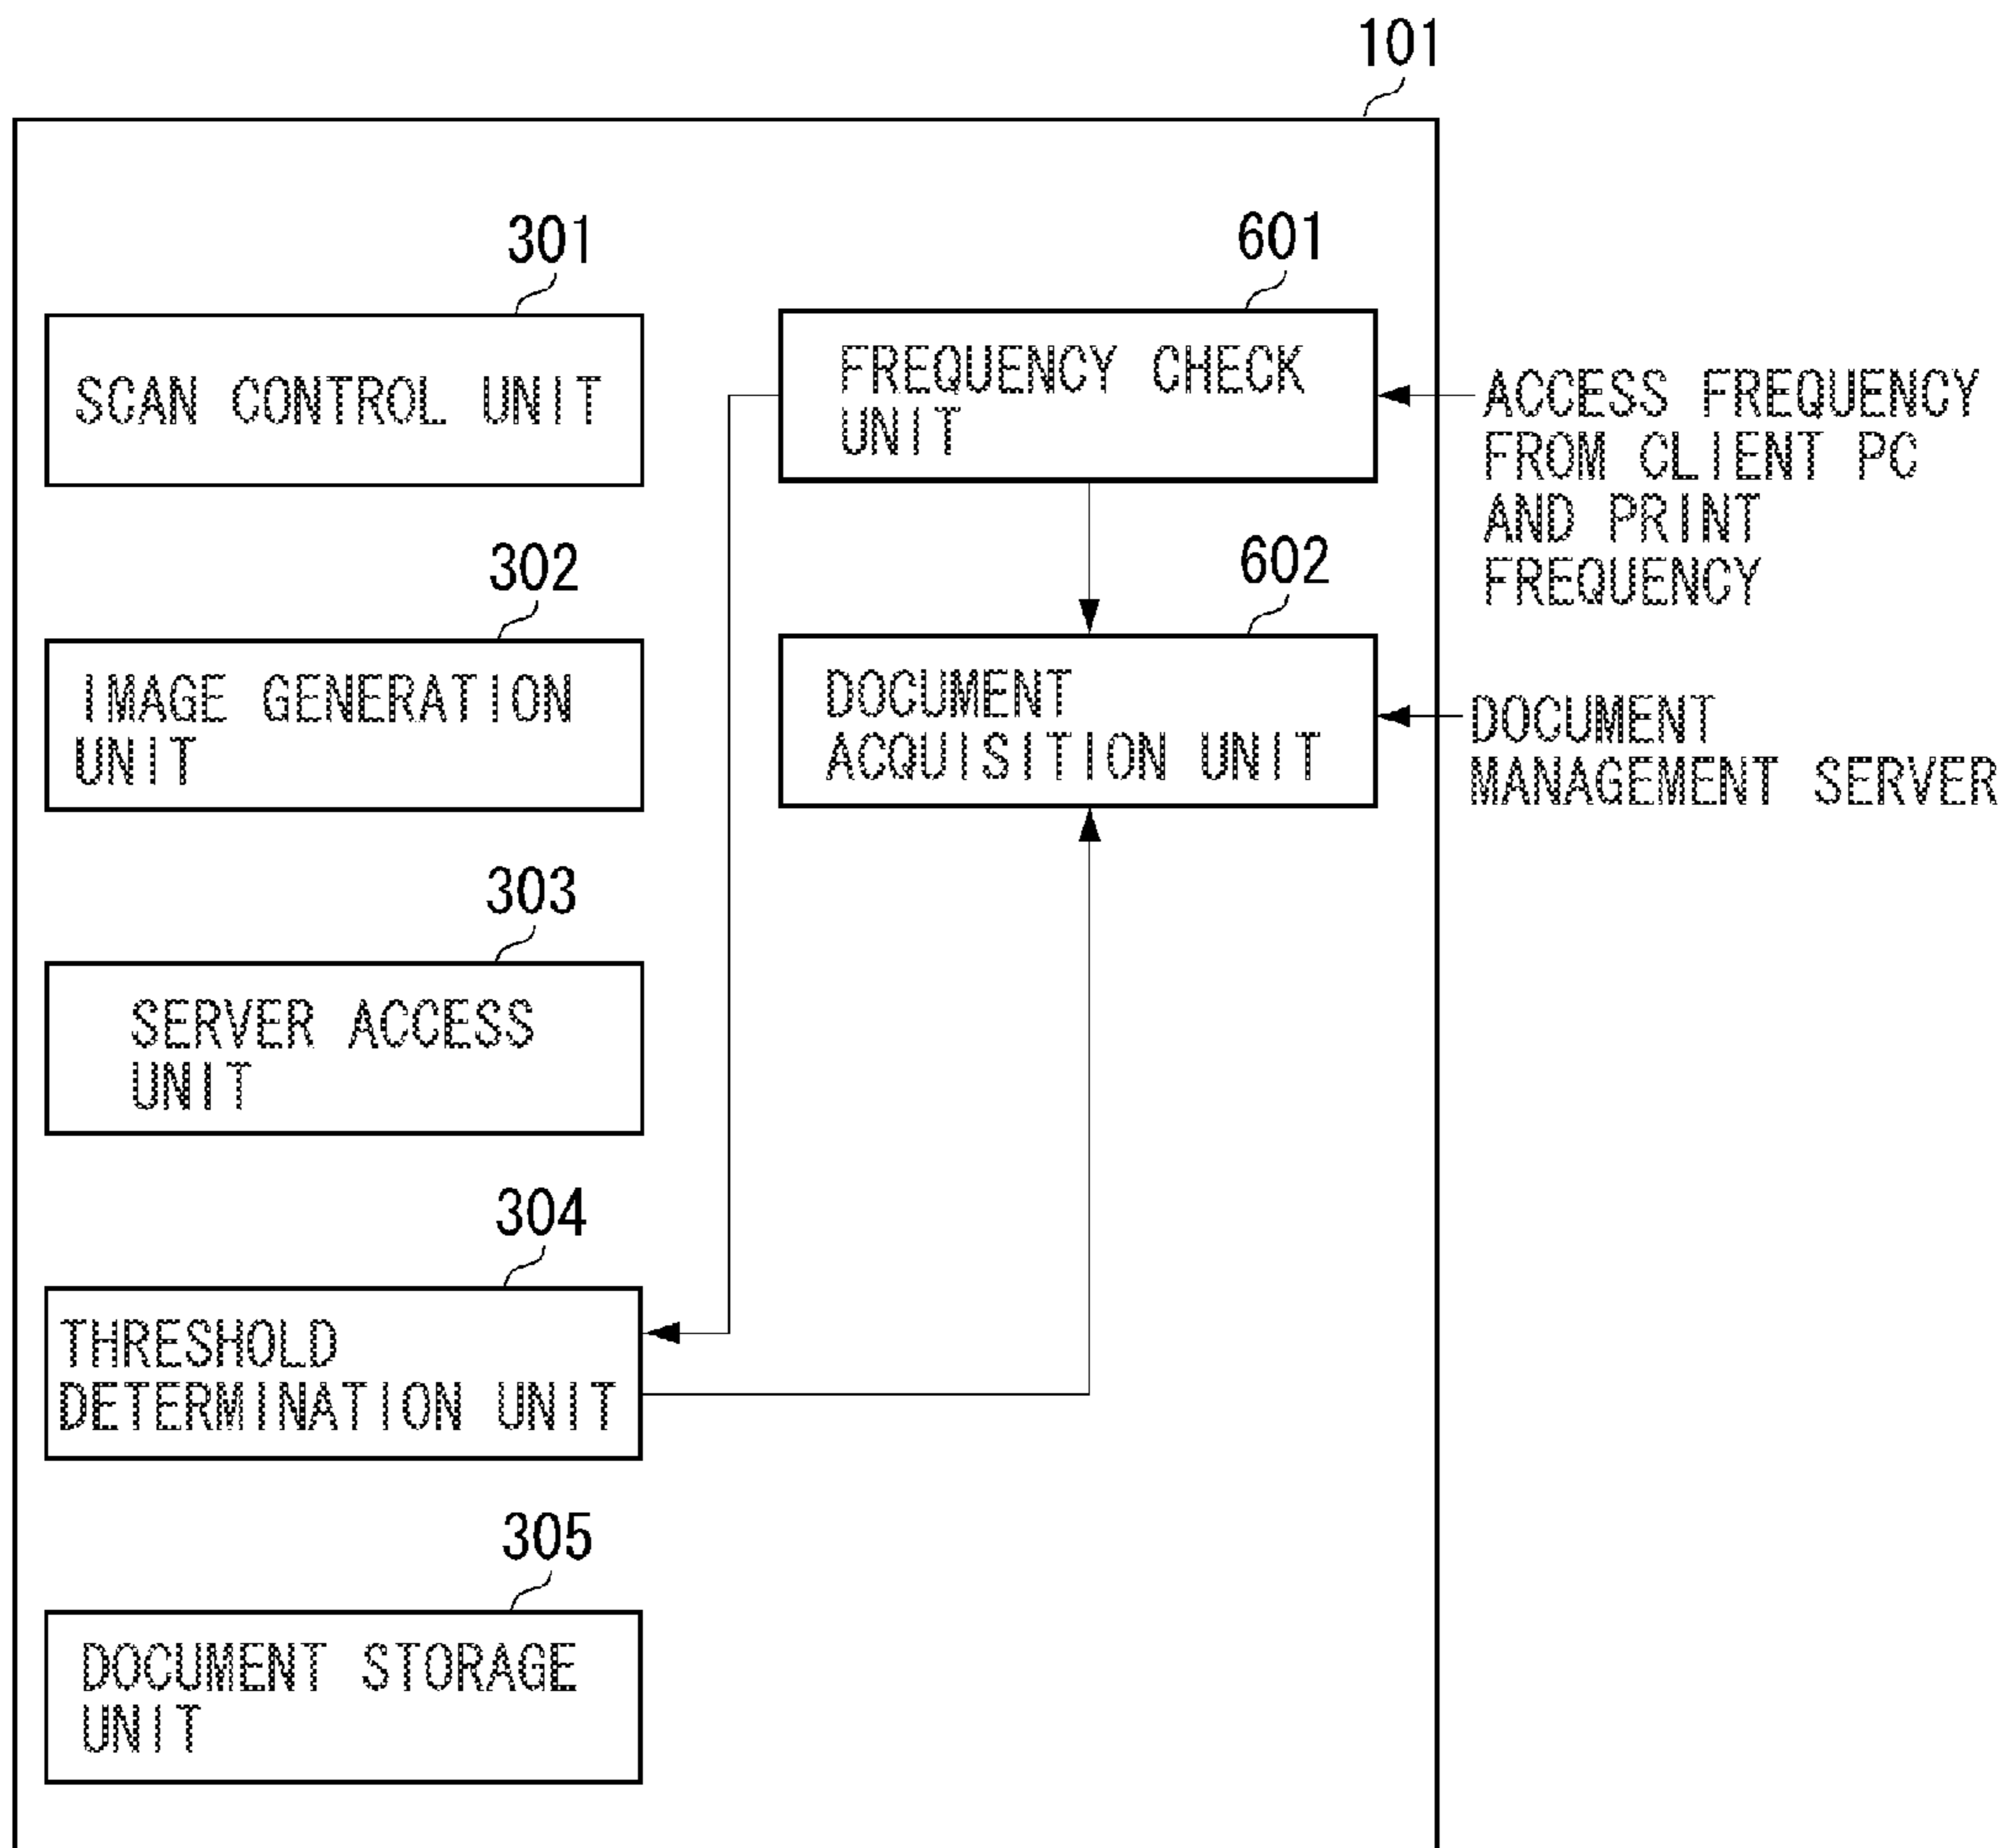 101
301
SCAN CONTROL UNIT
601
FREQUENCY CHECK
UNIT
ACCESS FREQUENCY
FROM CLIENT PC
AND PRINT
FREQUENCY
302
IMAGE GENERATION
UNIT
602
DOCUMENT
ACQUISITION UNIT
DOCUMENT
MANAGEMENT SERVER
303
SERVER ACCESS
UNIT
304
THRESHOLD
DETERMINATION UNIT
305
DOCUMENT STORAGE
UNIT